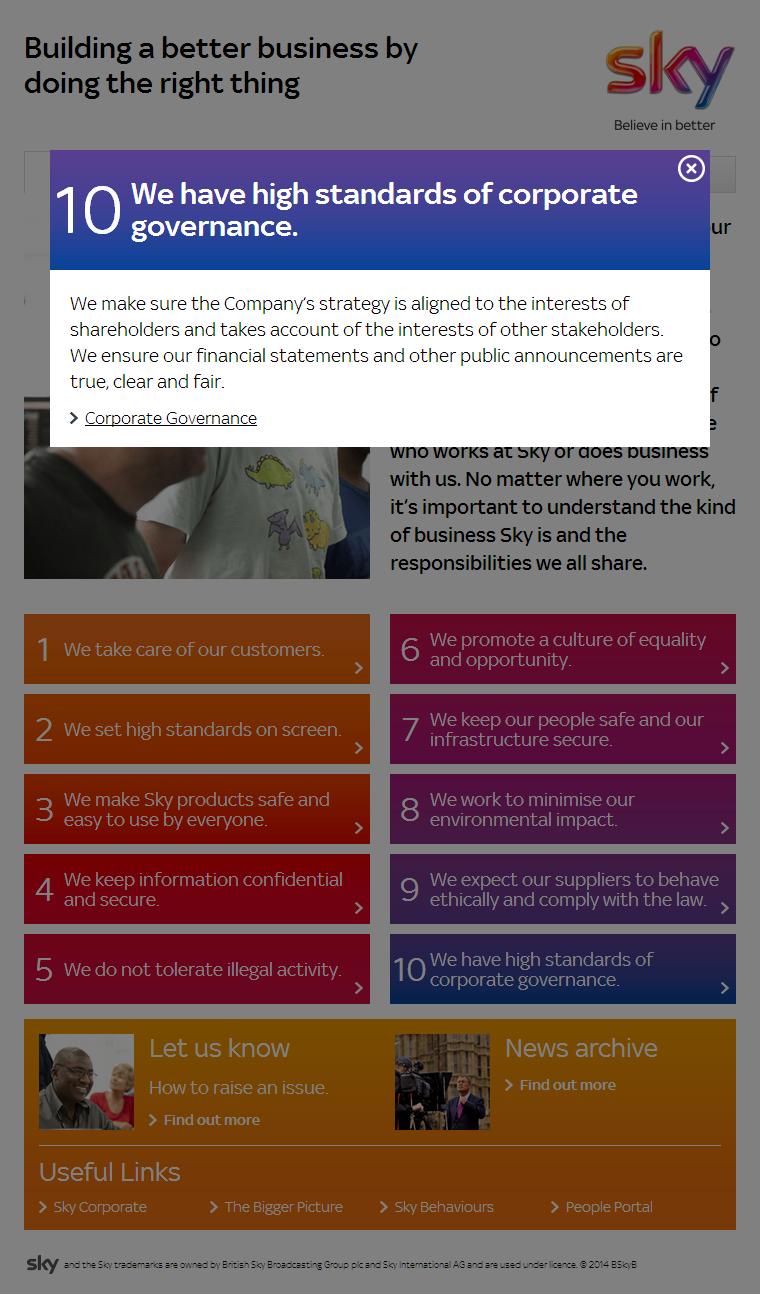 Building a better business by
doing the right thing
sky
Believe in better
10 We have high standards of corporate
governance.
We make sure the Company's strategy is aligned to the interests of
shareholders and takes account of the interests of other stakeholders.
We ensure our financial statements and other public announcements are
true, clear and fair.
Corporate Governance
who works at Sky or does business
with us. No matter where you work,
it's important to understand the kind
of business Sky is and the
responsibilities we all share.
1 We take care of our customers.
2 We set high standards on screen.
3 We make Sky products safe and
easy to use by everyone.
4 We keep information confidential
and secure.
5 We do not tolerate illegal activity.
6 We promote a culture of equality
and opportunity.
7 We keep our people safe and our
infrastructure secure.
8 We work to minimise our
environmental impact.
9 We expect our suppliers to behave
ethically and comply with the law.
10 We have high standards of
corporate governance.
Let us know
How to raise an issue.
Find out more
News archive
Find out more
Useful Links
Sky Corporate
The Bigger Picture
Sky Behaviours
People Portal
sky and the Sky trademarks are owned by British Sky Broadcasting Group plc and Sky International AG and are used under licence. © 2014 BSkyB